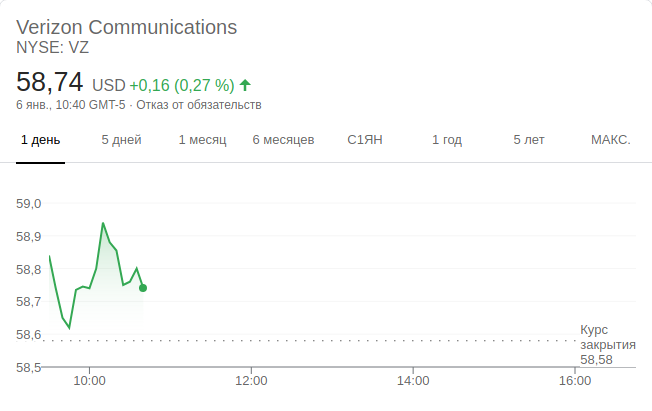 Verizon Communications
NYSE: VZ
58,74 USD +0,16 (0,27 %)
6 янв., 10:40 GMT-5 · Отказ от обязательств
1 день 5 дней 1 месяц 6 месяцев С1ЯН 1 год 5 лет МАКС.
59,0
58,9
58,8
58,7
58,6
58,5
Курс
закрытия
58,58
10:00 12:00 14:00 16:00